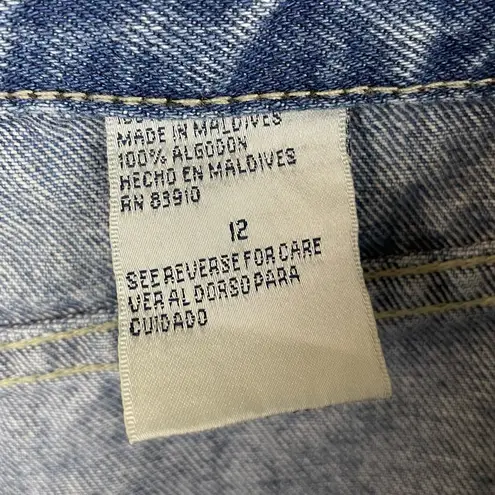 MADE IN MALDIVES
100% ALGODON
HECHO EN MALDIVES
RN 83910
12
SEE REVERSE FOR CARE
VER AL DORSO PARA
CUIDADO